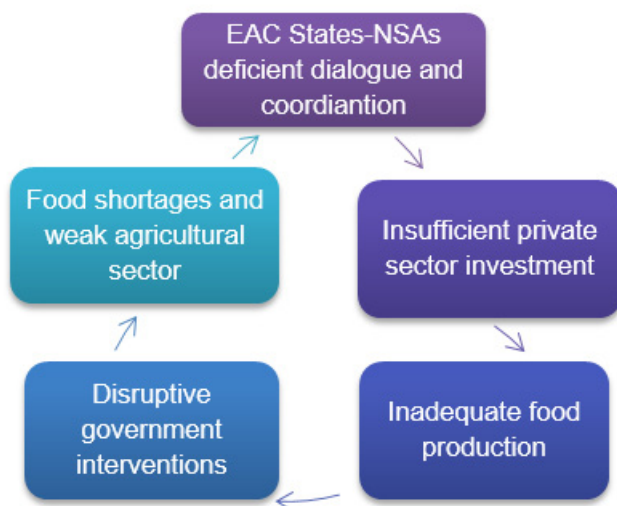 EAC States-NSAs
deficient dialogue and
coordiantion
Insufficient private
sector investment
Inadequate food
production
Disruptive
government
interventions
Food shortages and
weak agricultural
sector